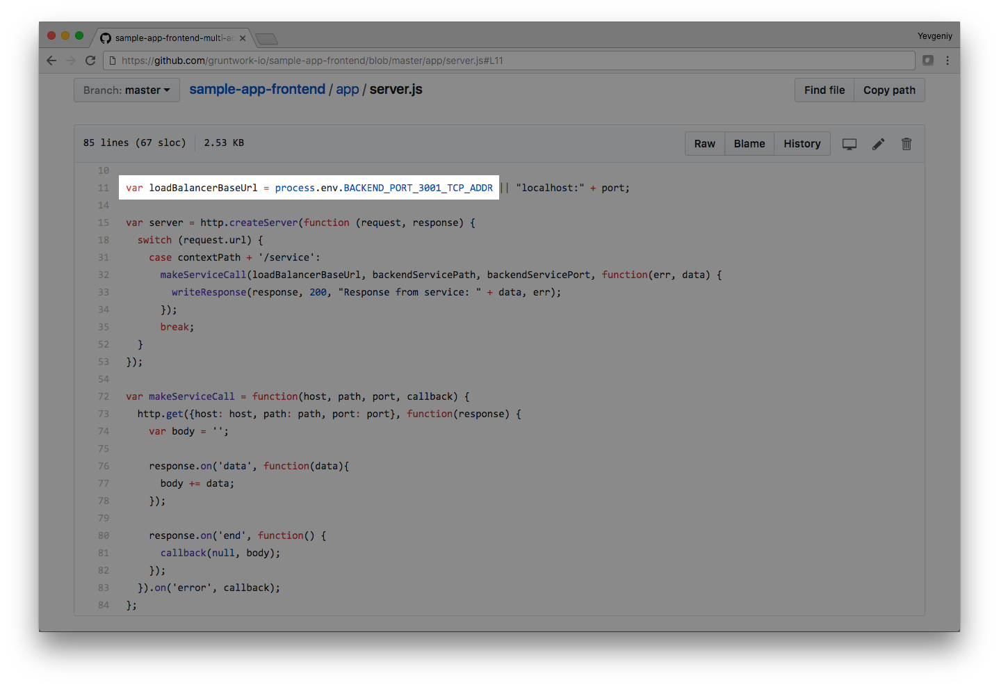 sample-app-frontend-multi-ac
Yevgeniy
https://github.com/gruntwork-io/sample-app-frontend/blob/master/app/server.js#L11
Branch: master sample-app-frontend / app / server.js Find file Copy path
85 lines (67 sloc) 2.53 KB Raw Blame History
10
11 var loadBalancerBaseUrl = process.env.BACKEND_PORT_3001_TCP_ADDR || "localhost:" + port;
14
15 var server = http.createServer(function (request, response) {
18 switch (request.url) {
31 case contextPath + '/service':
32 makeServiceCall(loadBalancerBaseUrl, backendServicePath, backendServicePort, function(err, data) {
33 writeResponse(response, 200, "Response from service: " + data, err);
34 });
35 break;
52 }
53 });
54
72 var makeServiceCall = function(host, path, port, callback) {
73 http.get({host: host, path: path, port: port}, function(response) {
74 var body = '';
75
76 response.on('data', function(data){
77 body += data;
78 });
79
80 response.on('end', function() {
81 callback(null, body);
82 });
83 }).on('error', callback);
84 };